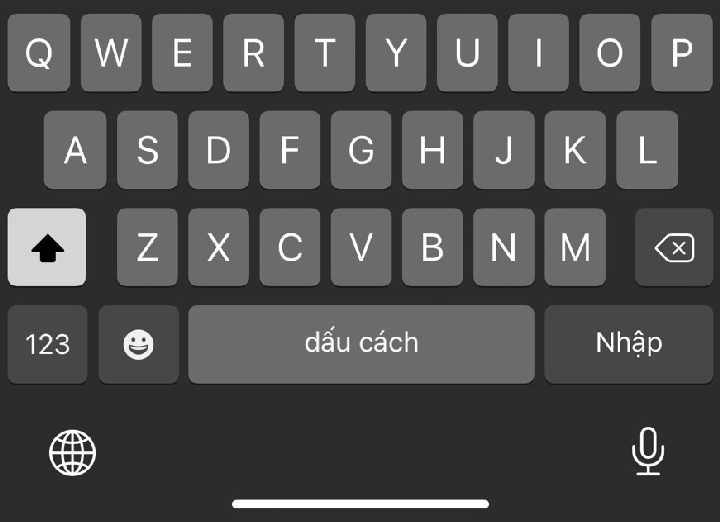 Q W E R T Y U I O P
A S D F G H J K L
Z X C V B N M
123 dấu cách Nhập